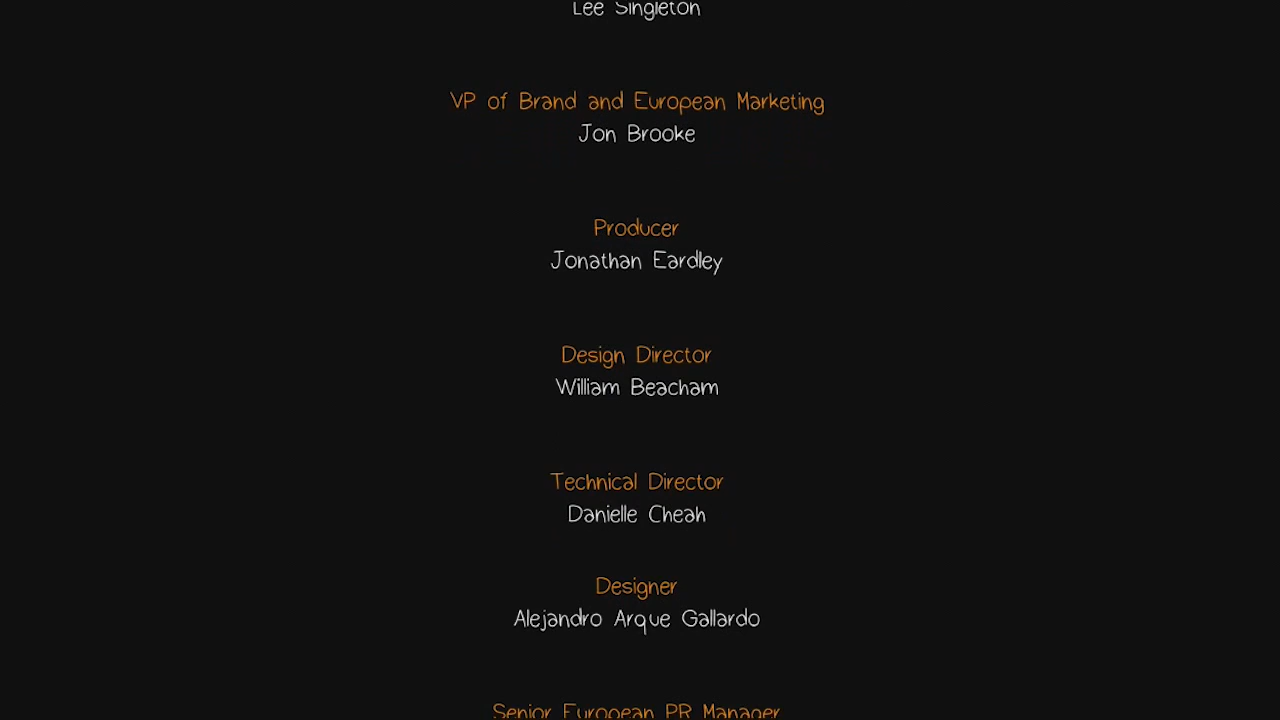 Lee Singleton
VP of Brand and European Marketing
Jon Brooke
Producer
Jonathan Eardley
Design Director
William Beacham
Technical Director
Danielle Cheah
Designer
Alejandro Arque Gallardo
Senior European PR Manager